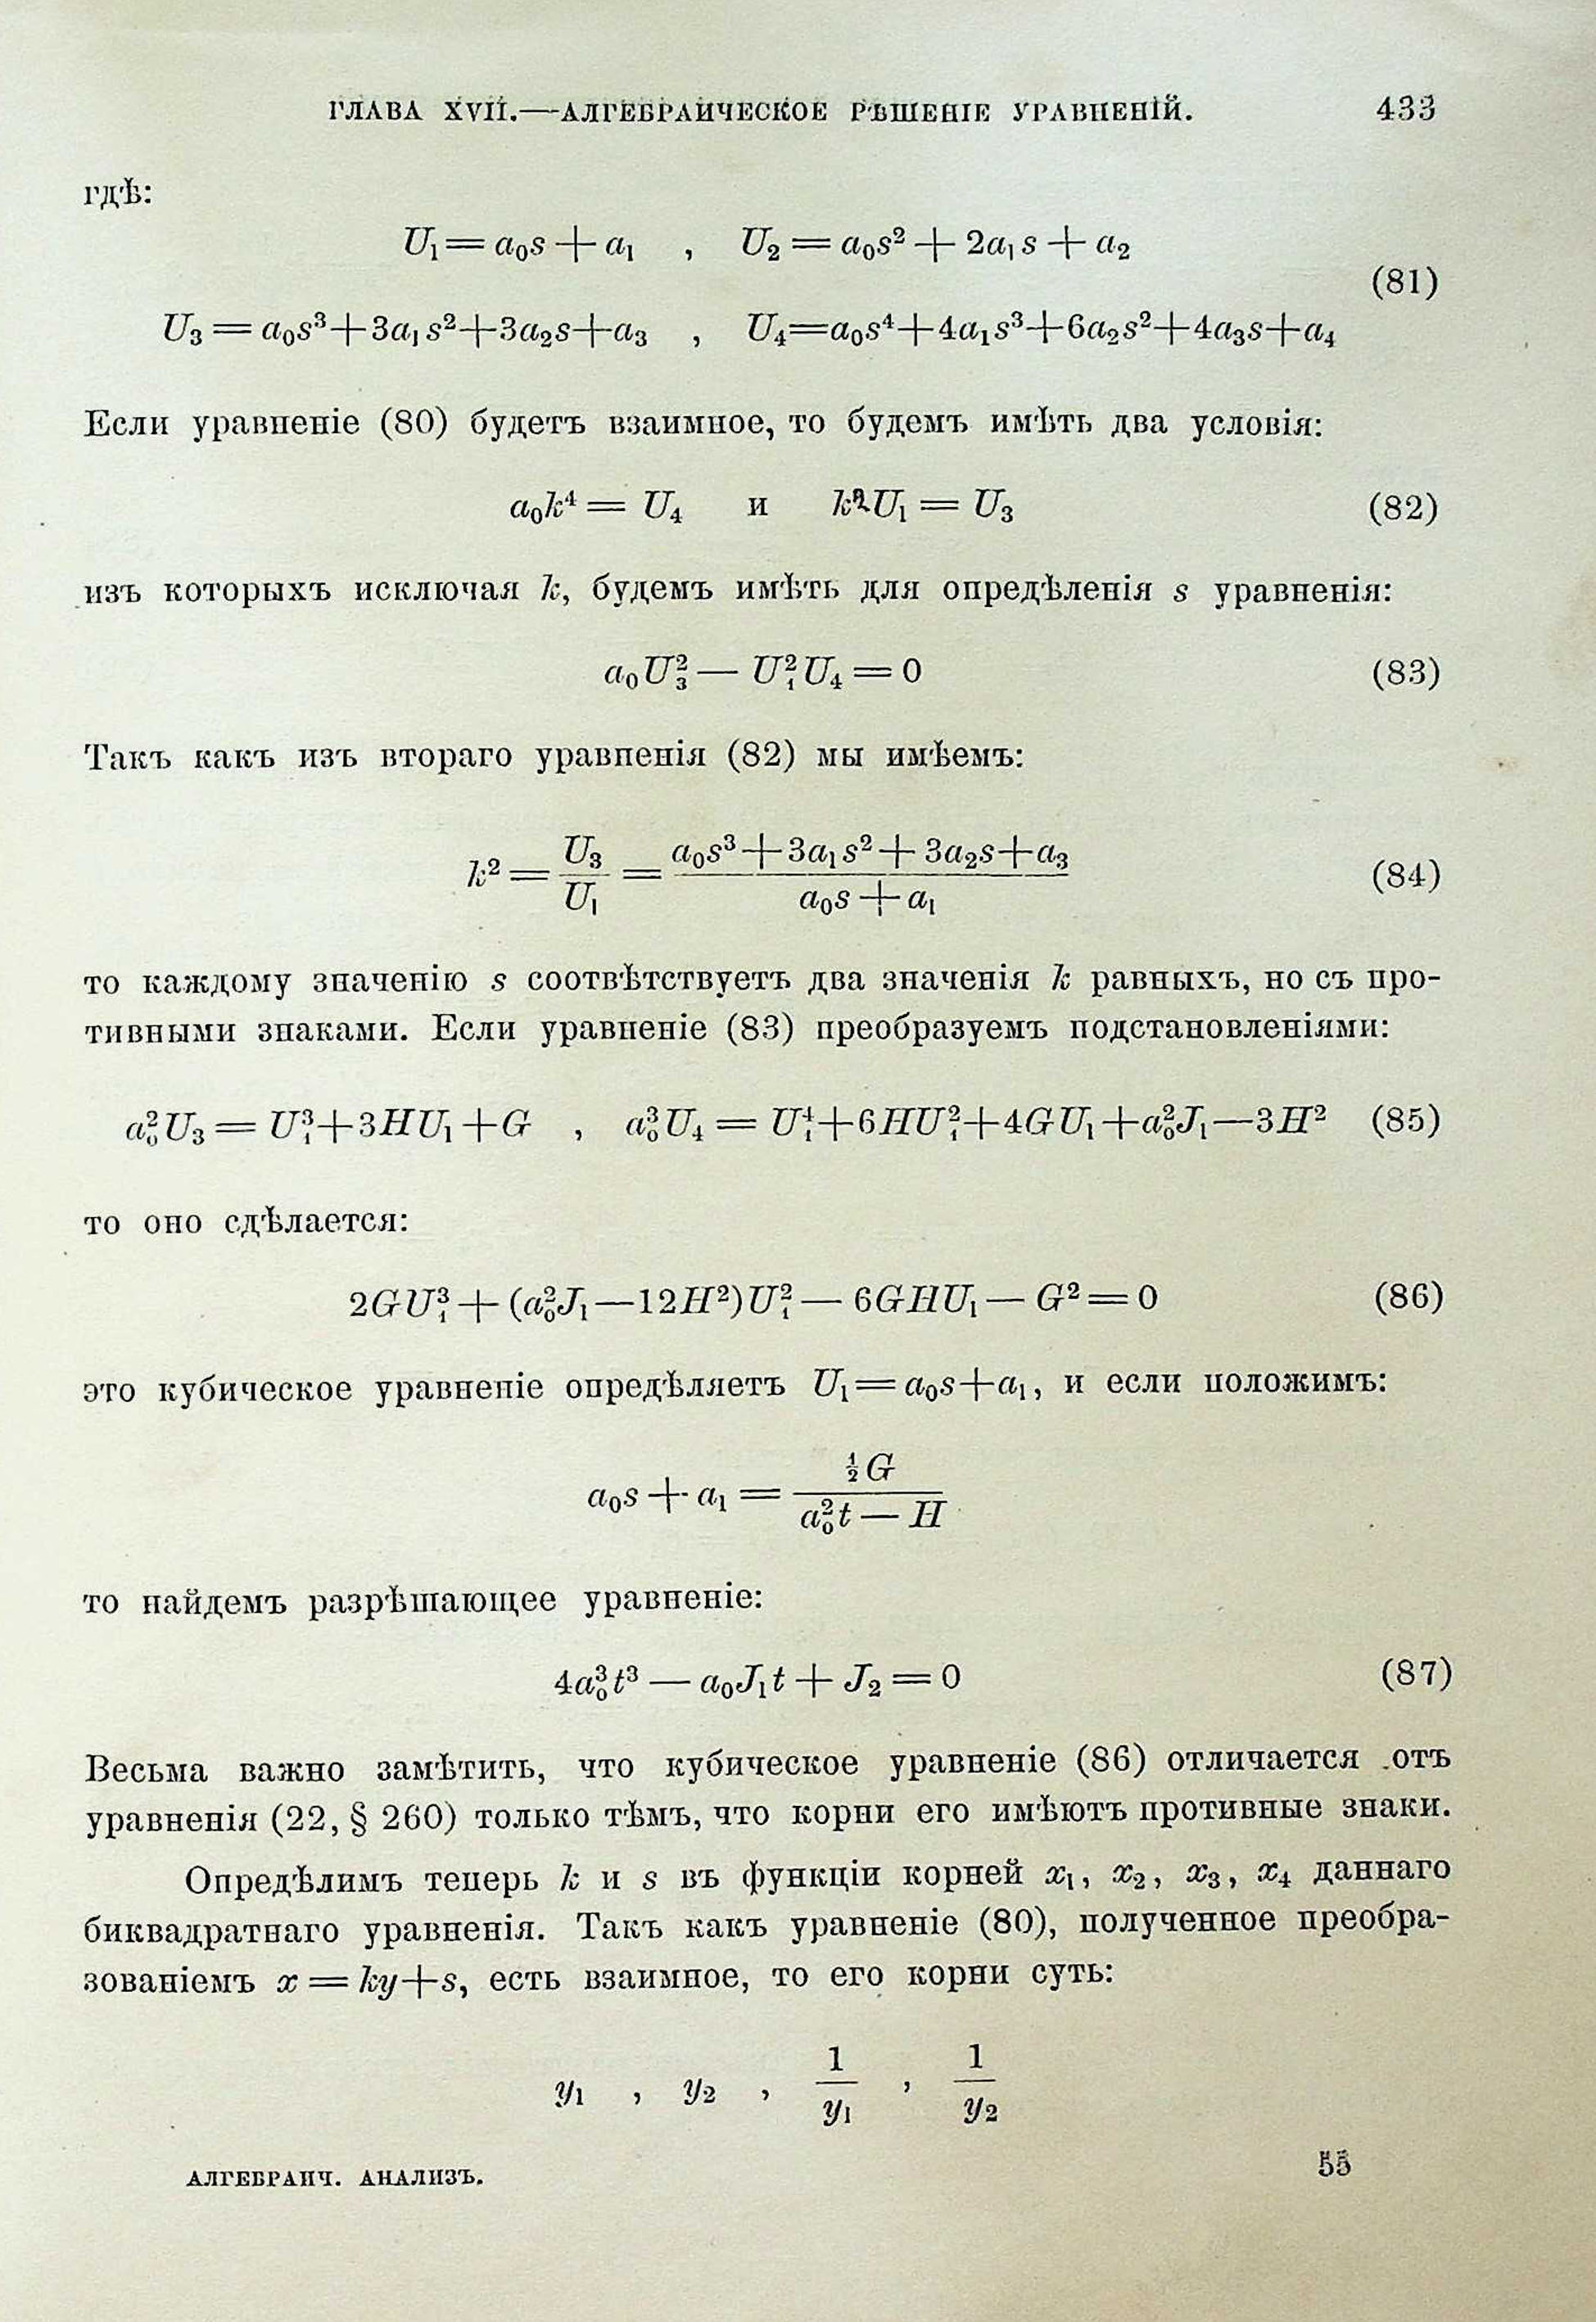 ГЛАВА XVII.—АЛГЕБРАИЧЕСКОЕ РѢШЕНІЕ УРАВНЕНІЙ. 433
гдѣ:
U₁ = a₀s + a₁ , U₂ = a₀s² + 2a₁s + a₂
(81)
U₃ = a₀s³ + 3a₁s² + 3a₂s + a₃ , U₄ = a₀s⁴ + 4a₁s³ + 6a₂s² + 4a₃s + a₄
Если уравненіе (80) будетъ взаимное, то будемъ имѣть два условія:
a₀k⁴ = U₄ и k²U₁ = U₃ (82)
изъ которыхъ исключая k, будемъ имѣть для опредѣленія s уравненія:
a₀U₃² — U₁²U₄ = 0 (83)
Такъ какъ изъ втораго уравненія (82) мы имѣемъ:
k² = U₃/U₁ = (a₀s³ + 3a₁s² + 3a₂s + a₃)/(a₀s + a₁) (84)
то каждому значенію s соотвѣтствуетъ два значенія k равныхъ, но съ про-
тивными знаками. Если уравненіе (83) преобразуемъ подстановленіями:
a₀²U₃ = U₁³ + 3HU₁ + G , a₀³U₄ = U₁⁴ + 6HU₁² + 4GU₁ + a₀²J₁ — 3H² (85)
то оно сдѣлается:
2GU₁³ + (a₀²J₁ — 12H²)U₁² — 6GHU₁ — G² = 0 (86)
это кубическое уравненіе опредѣляетъ U₁ = a₀s + a₁, и если положимъ:
a₀s + a₁ = ½G/(a₀²t — H)
то найдемъ разрѣшающее уравненіе:
4a₀³t³ — a₀J₁t + J₂ = 0 (87)
Весьма важно замѣтить, что кубическое уравненіе (86) отличается отъ
уравненія (22, § 260) только тѣмъ, что корни его имѣютъ противные знаки.
Опредѣлимъ теперь k и s въ функціи корней x₁, x₂, x₃, x₄ даннаго
биквадратнаго уравненія. Такъ какъ уравненіе (80), полученное преобра-
зованіемъ x = ky + s, есть взаимное, то его корни суть:
y₁ , y₂ , 1/y₁ , 1/y₂
АЛГЕБРАИЧ. АНАЛИЗЪ. 55